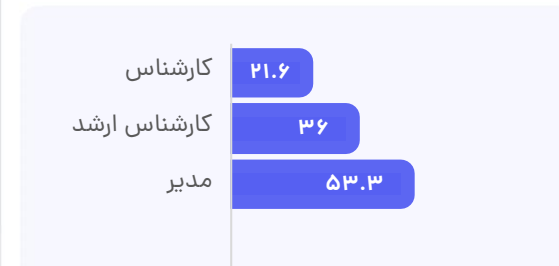 کارشناس ۲۱.۶
کارشناس ارشد ۳۶
مدیر ۵۳.۳